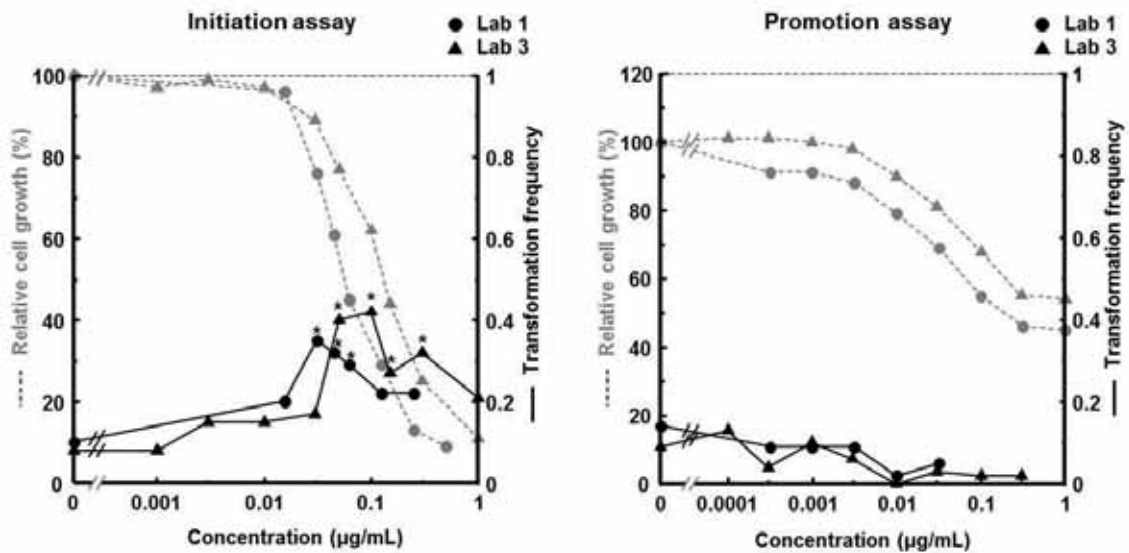 Initiation assay
● Lab 1
▲ Lab 3
Relative cell growth (%)
100
80
60
40
20
0
1
0.8
0.6
0.4
0.2
0
Transformation frequency
* * * * * * *
0 0.001 0.01 0.1 1
Concentration (µg/mL)
Promotion assay
● Lab 1
▲ Lab 3
Relative cell growth (%)
120
100
80
60
40
20
0
1
0.8
0.6
0.4
0.2
0
Transformation frequency
0 0.0001 0.001 0.01 0.1 1
Concentration (µg/mL)